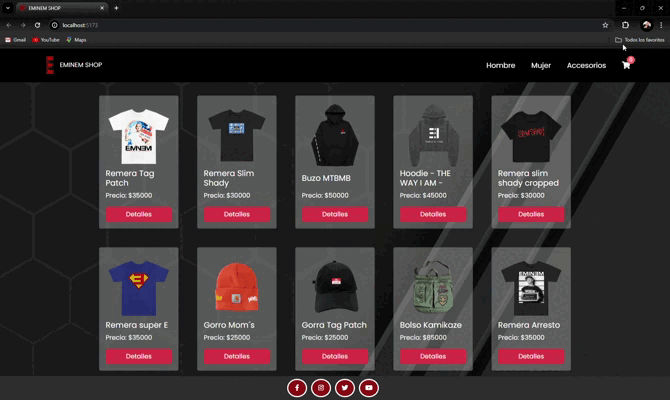 EMINEM SHOP
localhost:5173
Gmail
YouTube
Maps
Todos los favoritos
EMINEM SHOP
Hombre
Mujer
Accesorios
EMINEM
Remera Tag
Patch
Precio: $35000
Detalles
Remera Slim
Shady
Precio: $30000
Detalles
Buzo MTBMB
Precio: $50000
Detalles
Hoodie - THE
WAY I AM -
Precio: $45000
Detalles
Remera slim
shady cropped
Precio: $30000
Detalles
Remera super E
Precio: $35000
Detalles
Gorro Mom's
Precio: $25000
Detalles
Gorra Tag Patch
Precio: $25000
Detalles
Bolso Kamikaze
Precio: $85000
Detalles
EMINEM
Remera Arresto
Precio: $35000
Detalles